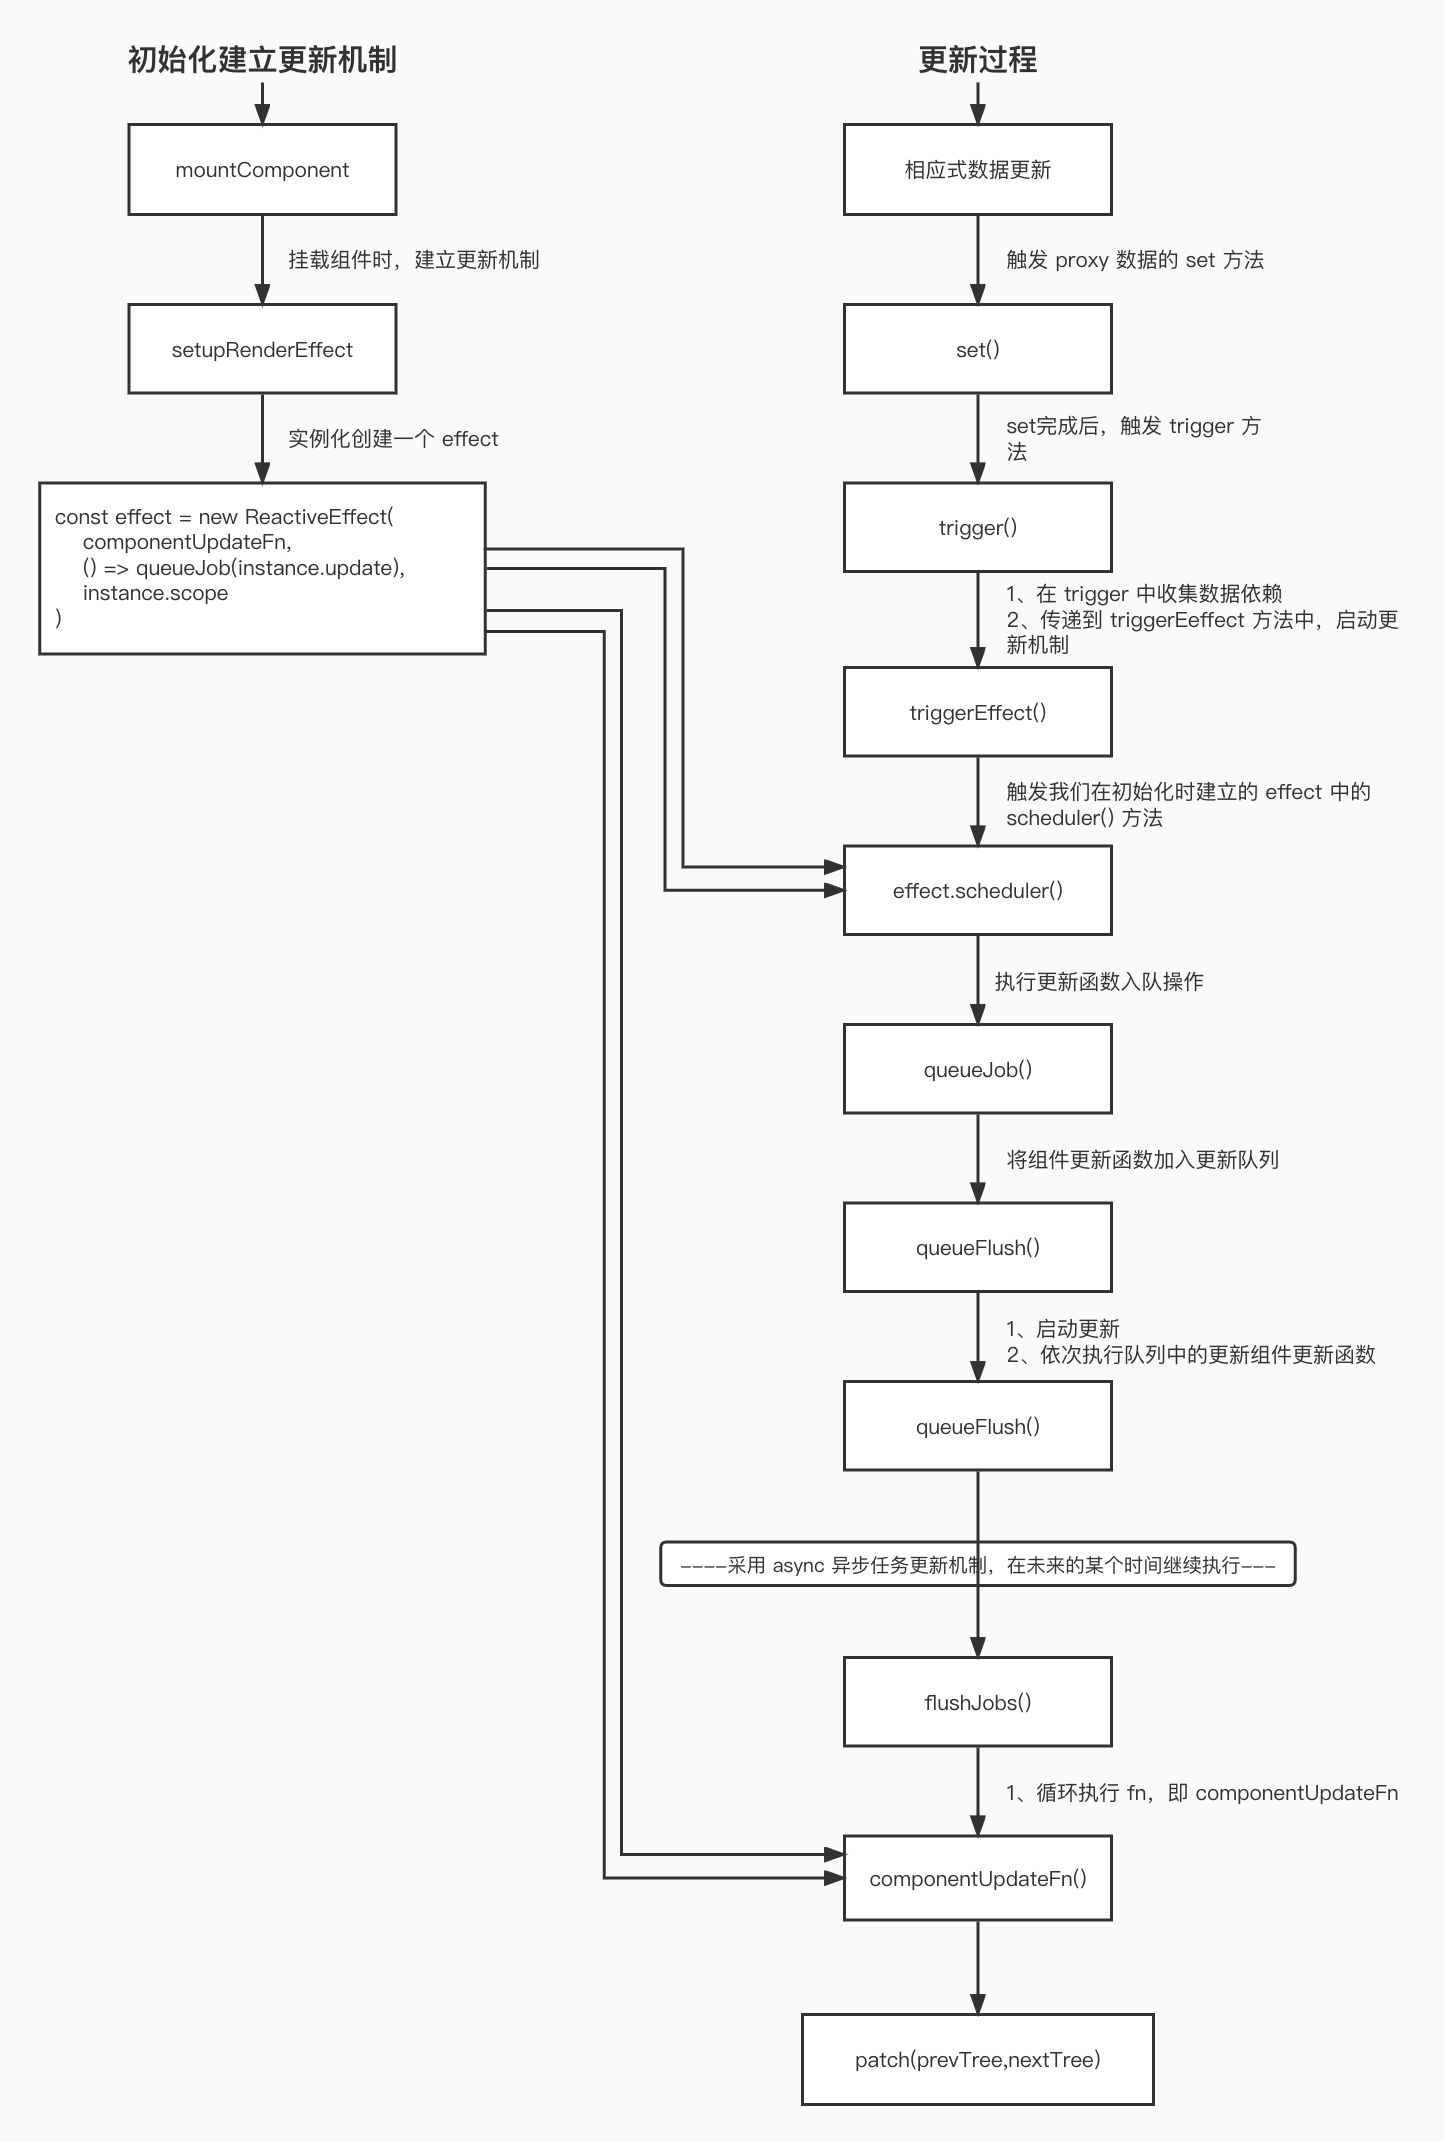 初始化建立更新机制
mountComponent
挂载组件时，建立更新机制
setupRenderEffect
实例化创建一个 effect
const effect = new ReactiveEffect(
componentUpdateFn,
() => queueJob(instance.update),
instance.scope
)
更新过程
相应式数据更新
触发 proxy 数据的 set 方法
set()
set完成后，触发 trigger 方
法
trigger()
1、在 trigger 中收集数据依赖
2、传递到 triggerEeffect 方法中，启动更
新机制
triggerEffect()
触发我们在初始化时建立的 effect 中的
scheduler() 方法
effect.scheduler()
执行更新函数入队操作
queueJob()
将组件更新函数加入更新队列
queueFlush()
1、启动更新
2、依次执行队列中的更新组件更新函数
queueFlush()
----采用 async 异步任务更新机制，在未来的某个时间继续执行---
flushJobs()
1、循环执行 fn，即 componentUpdateFn
componentUpdateFn()
patch(prevTree,nextTree)